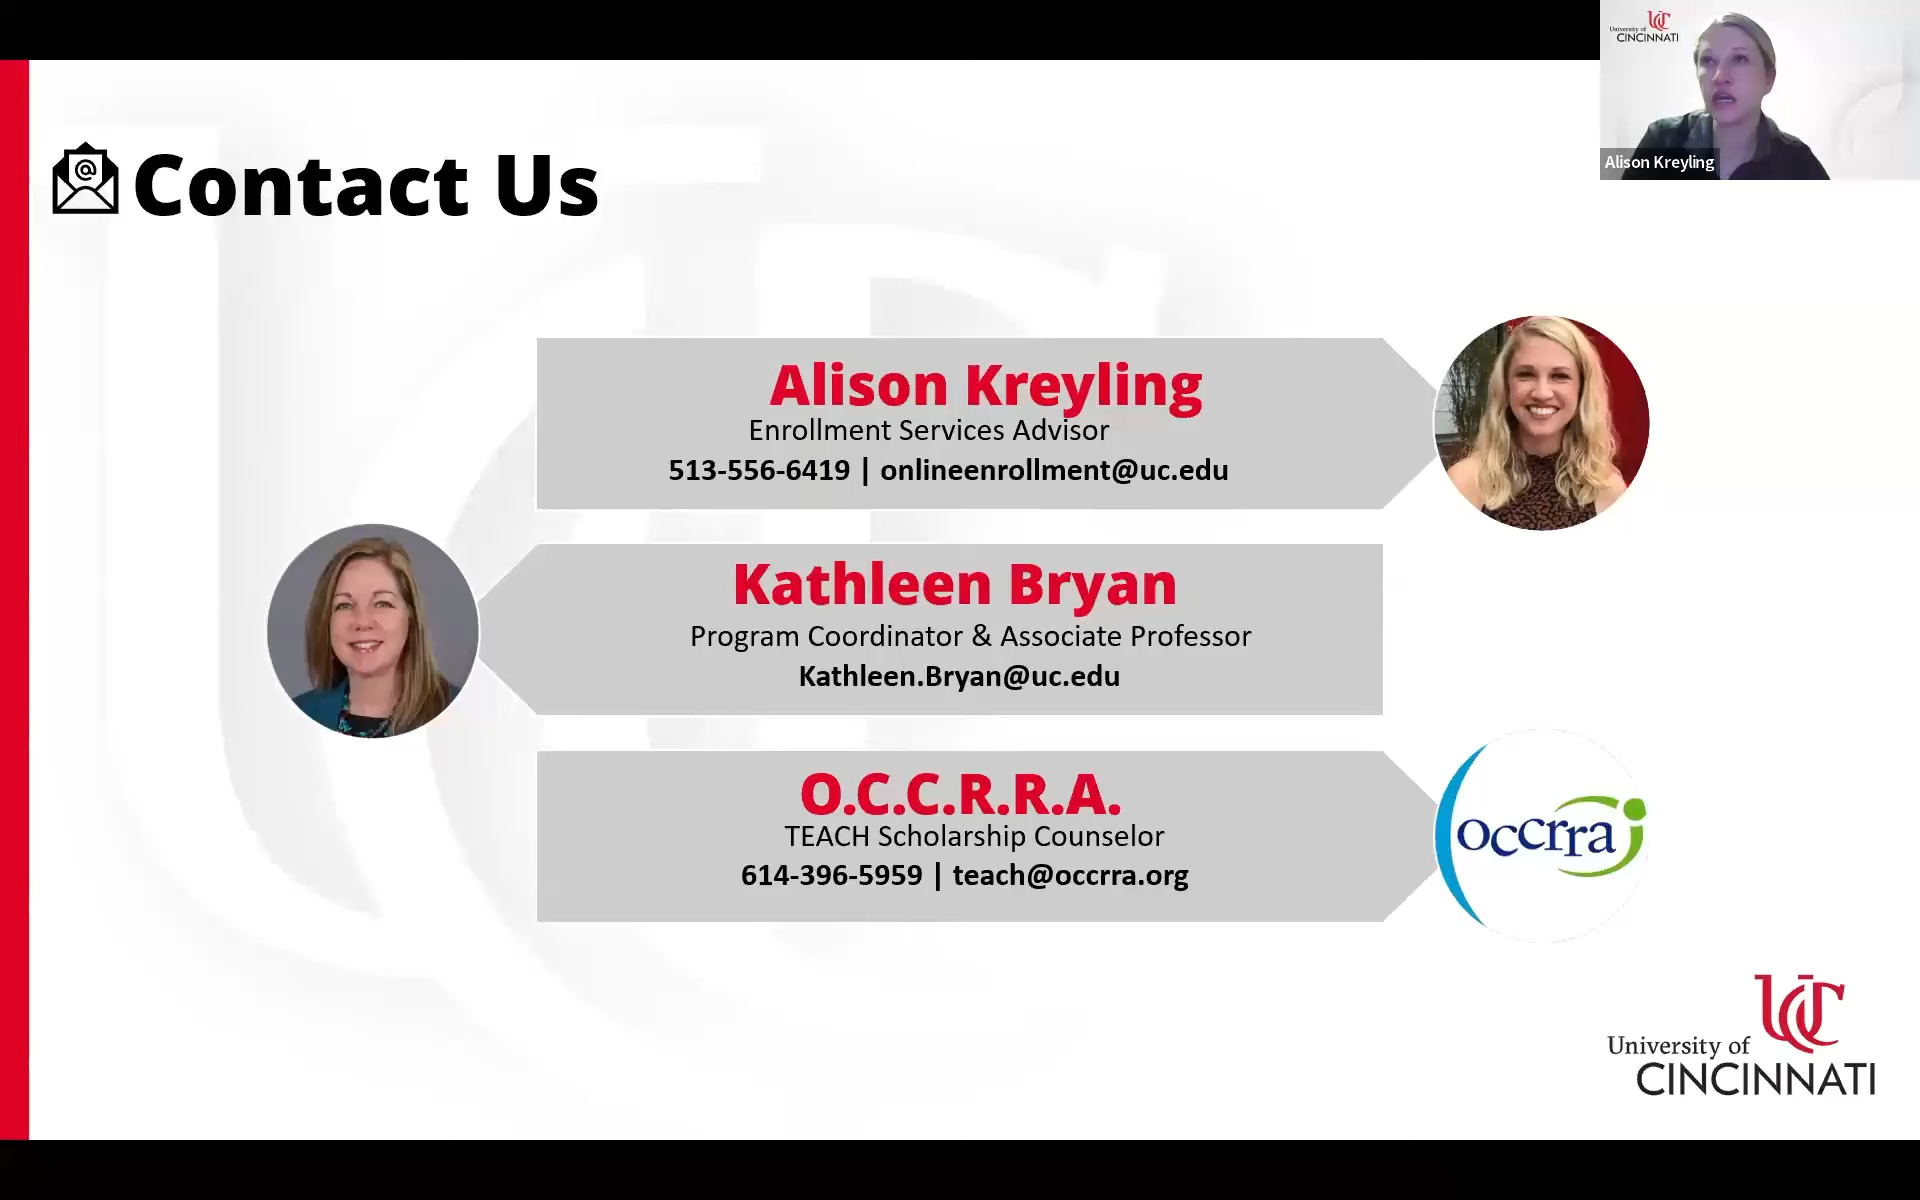 University of
CINCINNATI
Alison Kreyling
@ Contact Us
Alison Kreyling
Enrollment Services Advisor
513-556-6419 | onlineenrollment@uc.edu
Kathleen Bryan
Program Coordinator & Associate Professor
Kathleen.Bryan@uc.edu
O.C.C.R.R.A.
TEACH Scholarship Counselor
614-396-5959 | teach@occrra.org
occrra
UC
University of
CINCINNATI